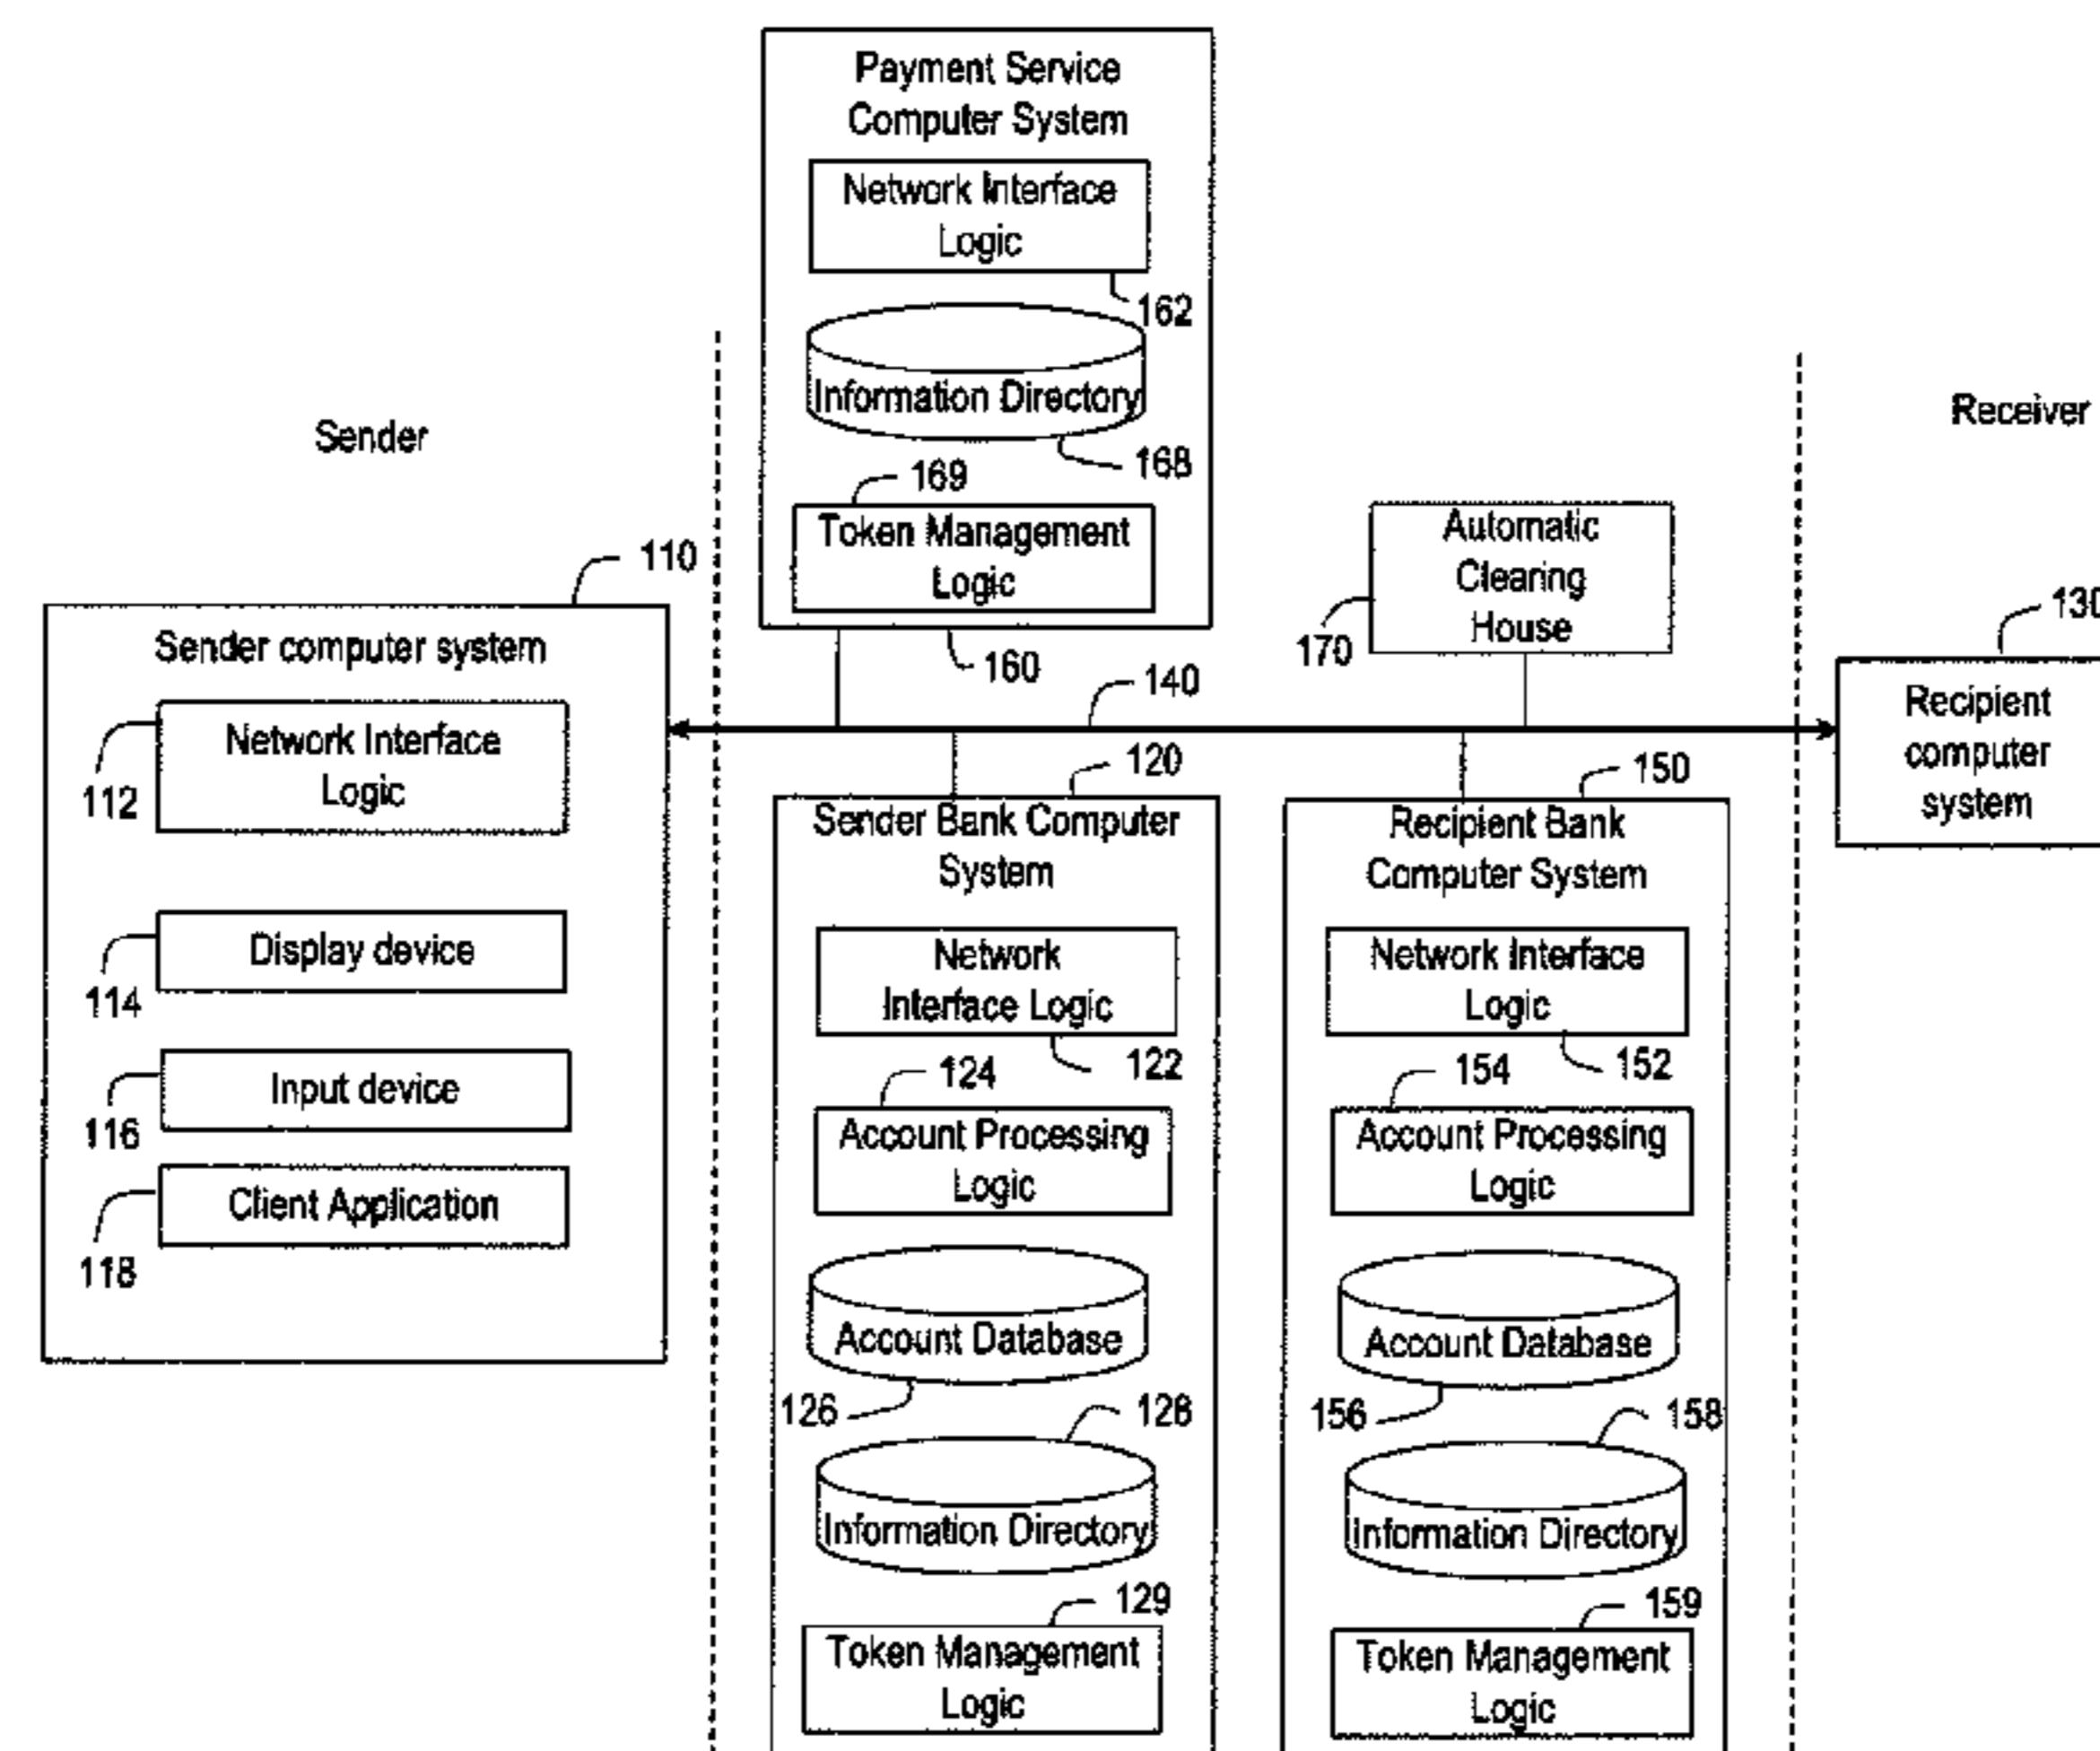 Payment Service
Computer System
Network Interface
Logic
162
Information Directory
168
169
Token Management
Logic
160
Sender
Receiver
110
Sender computer system
Network Interface
Logic
112
Display device
114
Input device
116
Client Application
118
140
Automatic
Clearing
House
170
130
Recipient
computer
system
120
Sender Bank Computer
System
Network
Interface Logic
122
124
Account Processing
Logic
Account Database
126
128
Information Directory
129
Token Management
Logic
150
Recipient Bank
Computer System
Network Interface
Logic
152
154
Account Processing
Logic
Account Database
156
158
Information Directory
159
Token Management
Logic